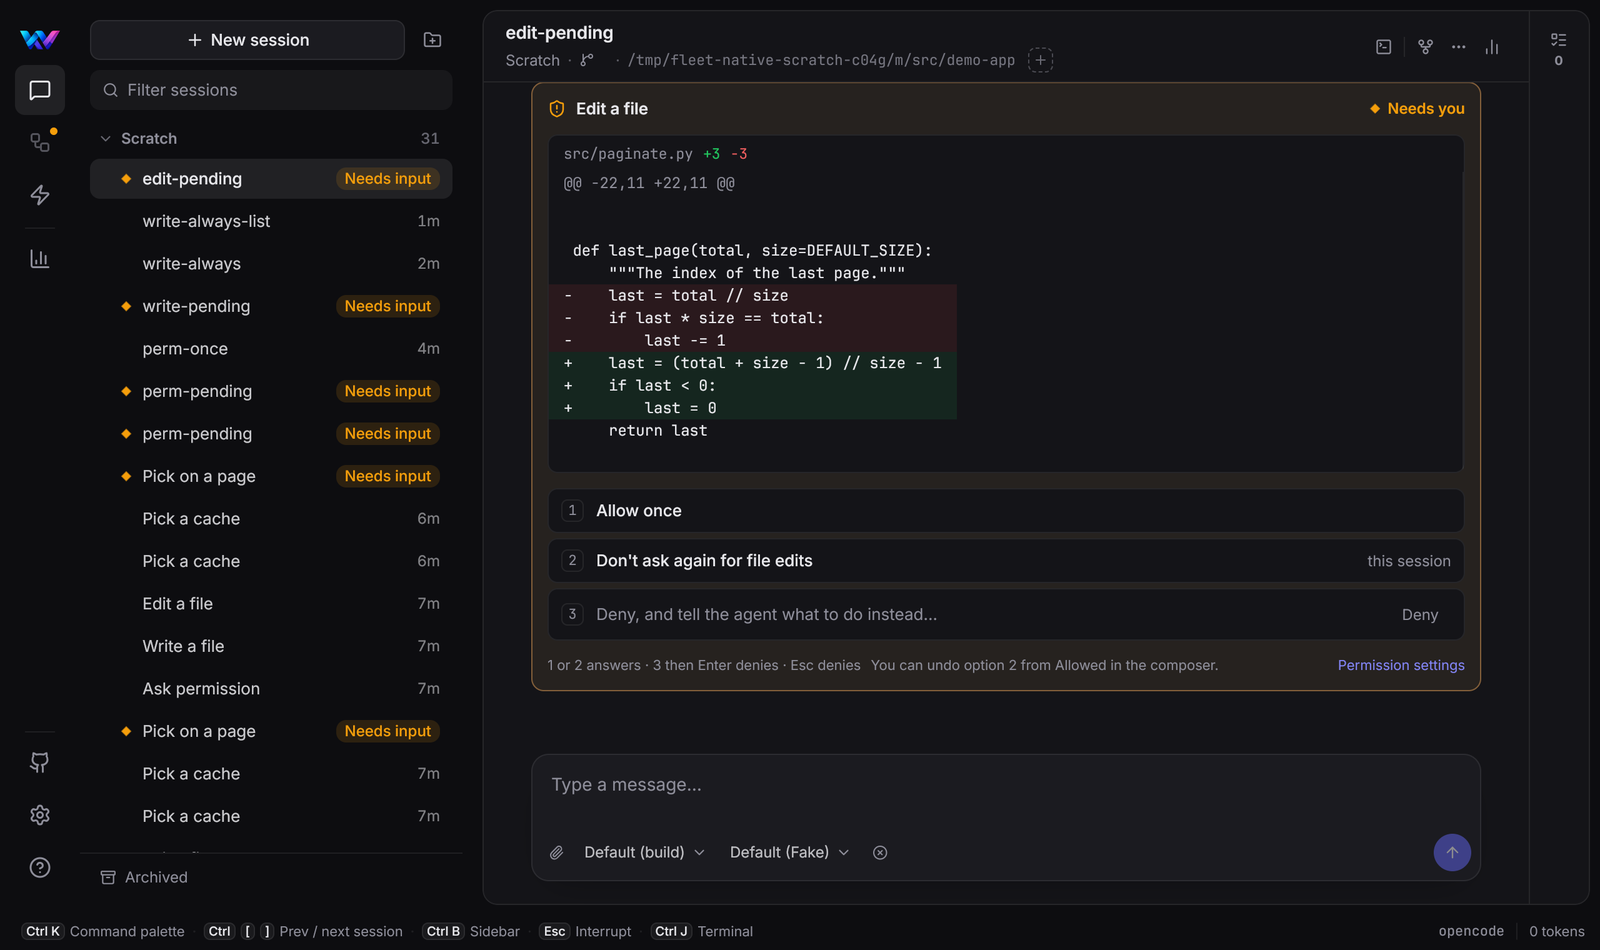 New session
Filter sessions
Scratch 31
edit-pending Needs input
write-always-list 1m
write-always 2m
write-pending Needs input
perm-once 4m
perm-pending Needs input
perm-pending Needs input
Pick on a page Needs input
Pick a cache 6m
Pick a cache 6m
Edit a file 7m
Write a file 7m
Ask permission 7m
Pick on a page Needs input
Pick a cache 7m
Pick a cache 7m
Archived
edit-pending
Scratch · · /tmp/fleet-native-scratch-c04g/m/src/demo-app
0
Edit a file Needs you
src/paginate.py +3 -3
@@ -22,11 +22,11 @@
def last_page(total, size=DEFAULT_SIZE):
"""The index of the last page."""
- last = total // size
- if last * size == total:
- last -= 1
+ last = (total + size - 1) // size - 1
+ if last < 0:
+ last = 0
return last
1 Allow once
2 Don't ask again for file edits this session
3 Deny, and tell the agent what to do instead... Deny
1 or 2 answers · 3 then Enter denies · Esc denies You can undo option 2 from Allowed in the composer. Permission settings
Type a message...
Default (build) Default (Fake)
Ctrl K Command palette · Ctrl [ ] Prev / next session · Ctrl B Sidebar · Esc Interrupt · Ctrl J Terminal opencode 0 tokens